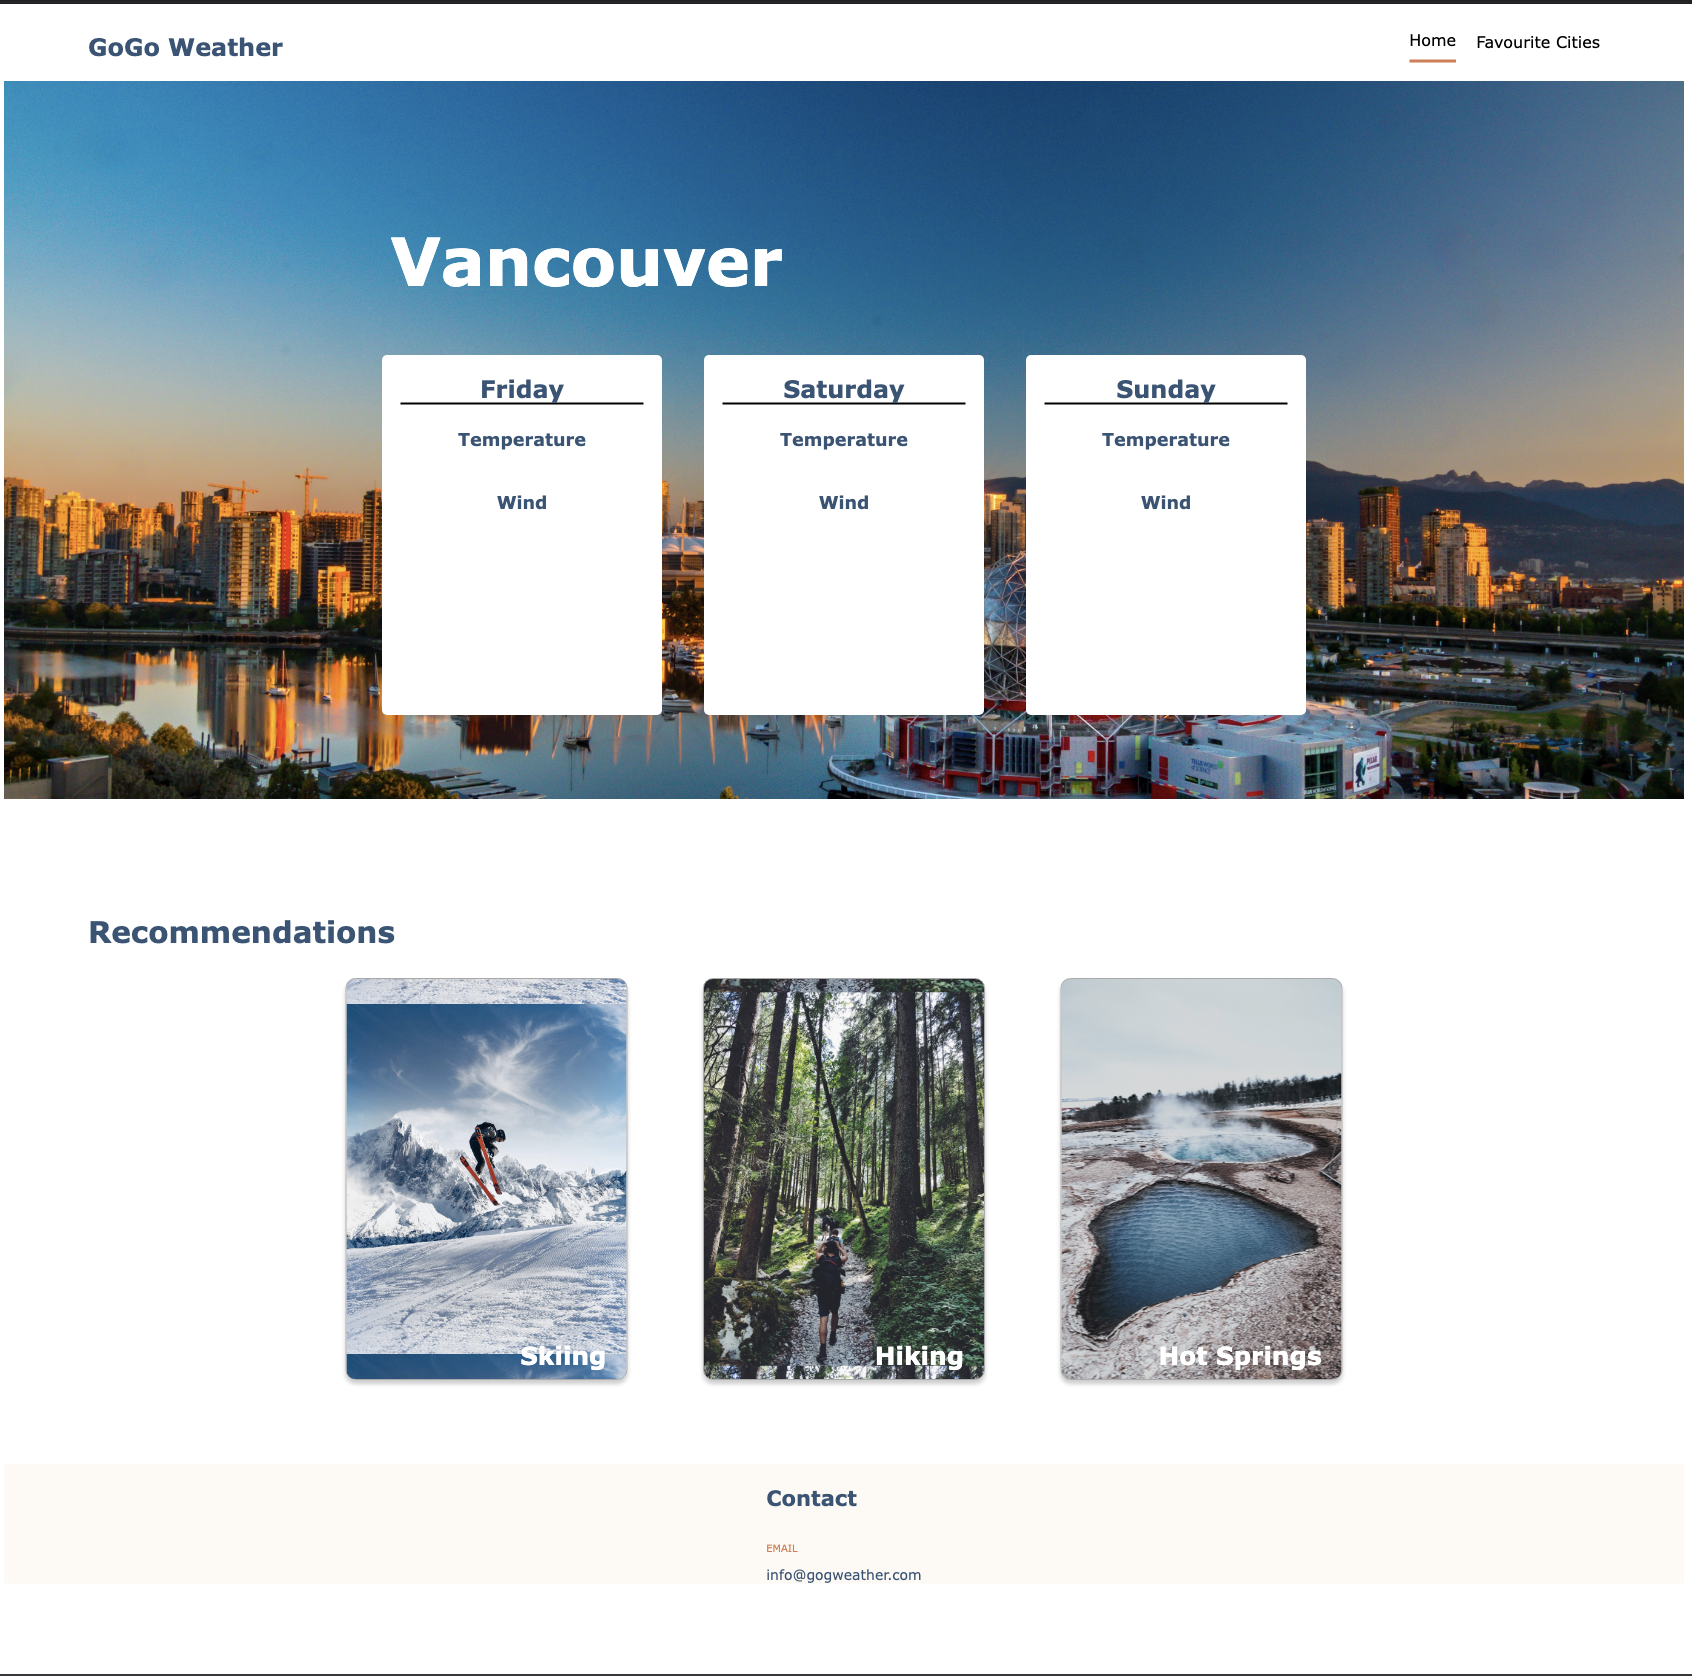 GoGo Weather
Home Favourite Cities
Vancouver
Friday
Temperature
Wind
Saturday
Temperature
Wind
Sunday
Temperature
Wind
Recommendations
Skiing
Hiking
Hot Springs
Contact
EMAIL
info@gogweather.com